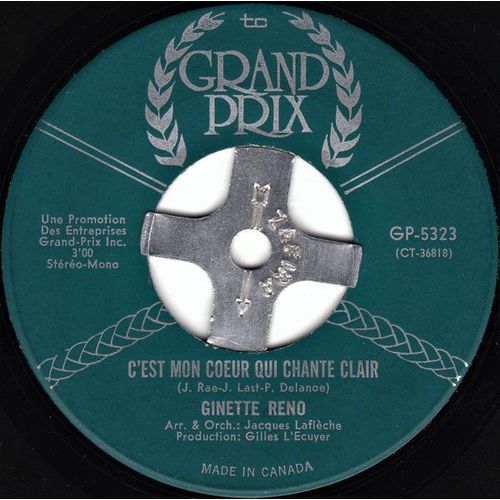 tc
GRAND
PRIX
Une Promotion
Des Entreprises
Grand-Prix Inc.
3'00
Stéréo-Mono
GP-5323
(CT-36818)
C'EST MON COEUR QUI CHANTE CLAIR
(J. Rae-J. Last-P. Delanoe)
GINETTE RENO
Arr. & Orch.: Jacques Laflèche
Production: Gilles L'Ecuyer
MADE IN CANADA